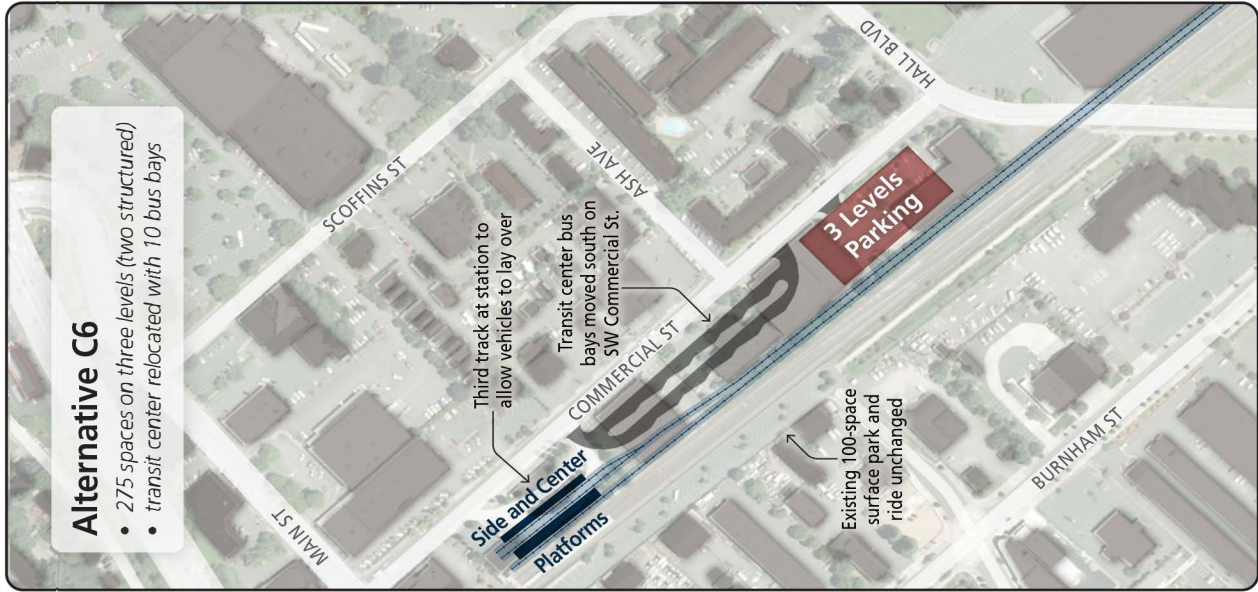 Alternative C6
• 275 spaces on three levels (two structured)
• transit center relocated with 10 bus bays
SCOFFINS ST
MAIN ST
HALL BLVD
ASH AVE
Third track at station to
allow vehicles to lay over
Transit center bus
bays moved south on
SW Commercial St.
COMMERCIAL ST
3 Levels
Parking
Side and Center
Platforms
Existing 100-space
surface park and
ride unchanged
BURNHAM ST